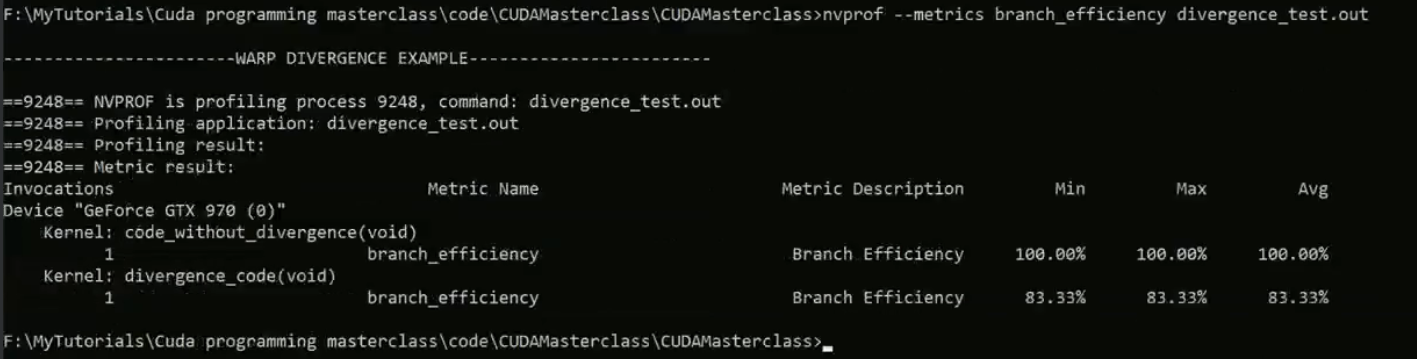 F:\MyTutorials\Cuda programming masterclass\code\CUDAMasterclass\CUDAMasterclass>nvprof --metrics branch_efficiency divergence_test.out
-----------------------WARP DIVERGENCE EXAMPLE------------------------
==9248== NVPROF is profiling process 9248, command: divergence_test.out
==9248== Profiling application: divergence_test.out
==9248== Profiling result:
==9248== Metric result:
Invocations Metric Name Metric Description Min Max Avg
Device "GeForce GTX 970 (0)"
Kernel: code_without_divergence(void)
1 branch_efficiency Branch Efficiency 100.00% 100.00% 100.00%
Kernel: divergence_code(void)
1 branch_efficiency Branch Efficiency 83.33% 83.33% 83.33%
F:\MyTutorials\Cuda programming masterclass\code\CUDAMasterclass\CUDAMasterclass>_